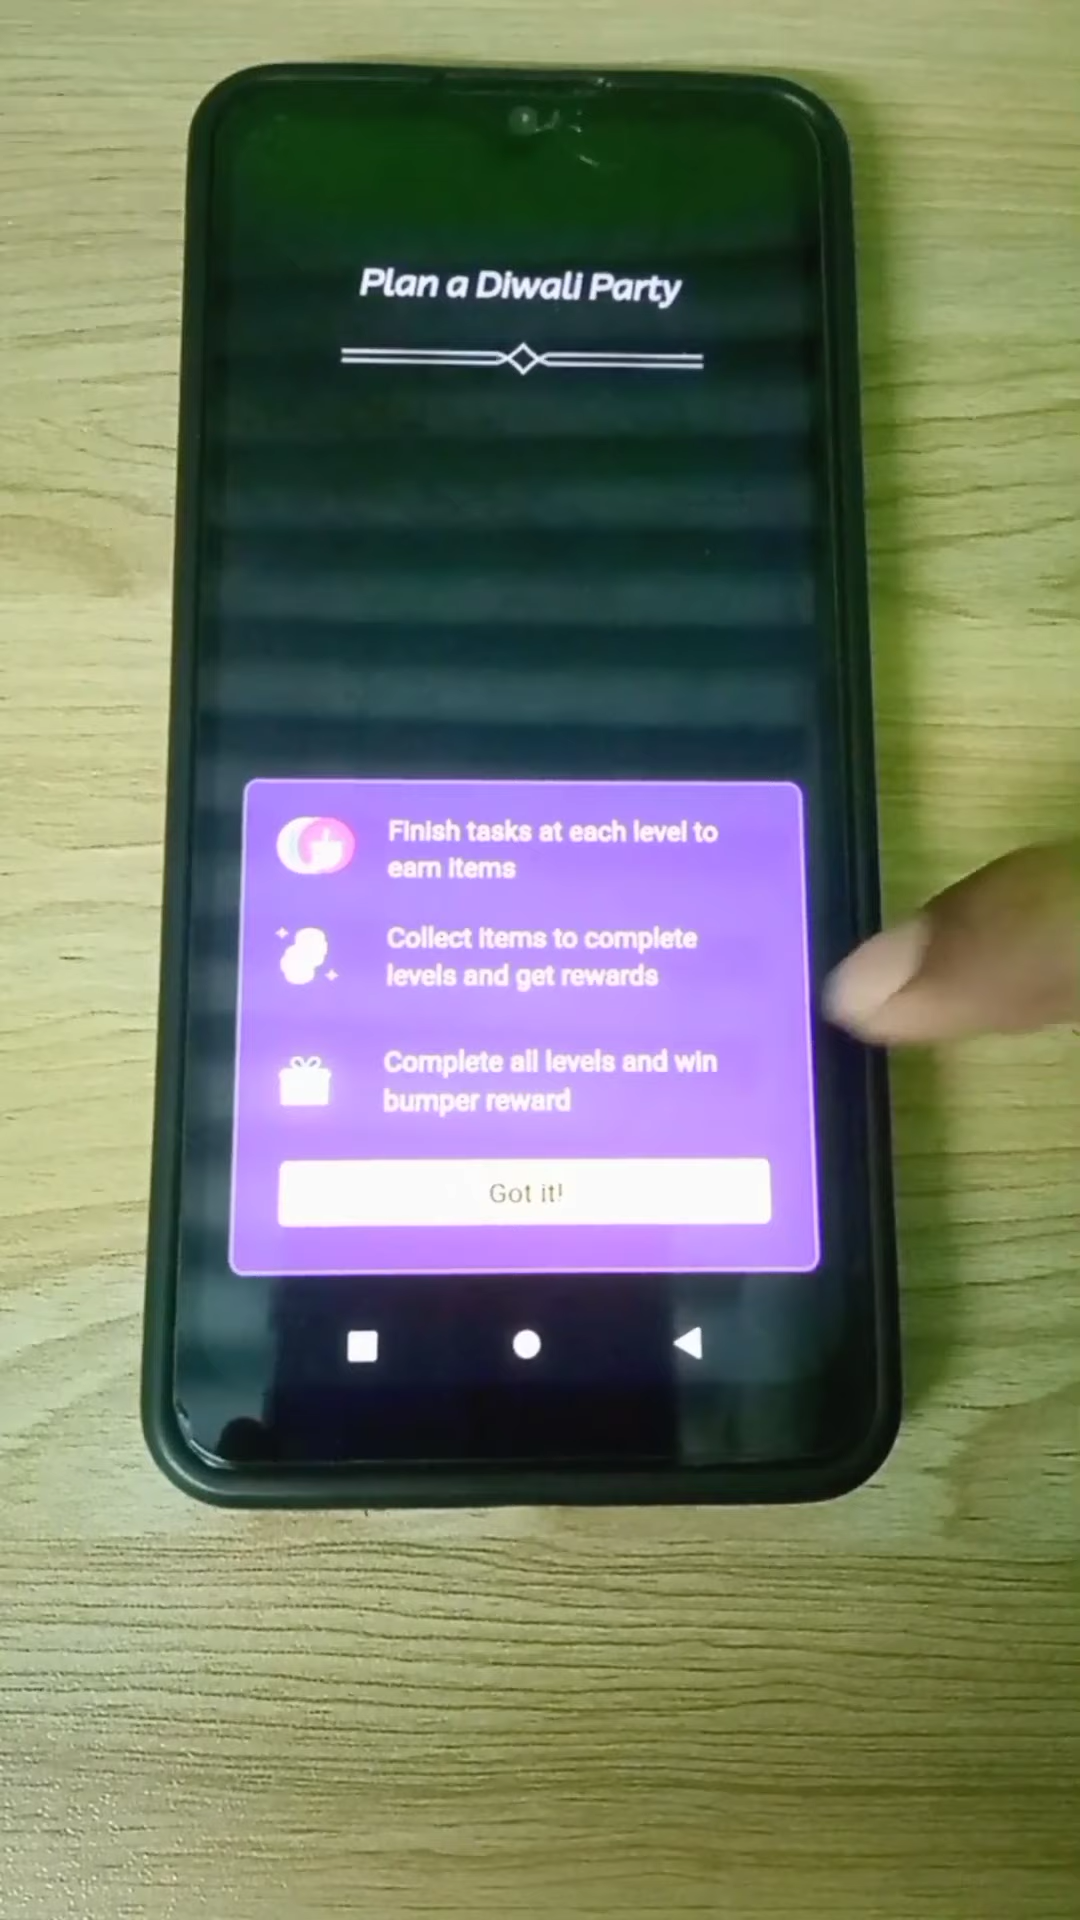 Plan a Diwali Party
Finish tasks at each level to
earn items
Collect items to complete
levels and get rewards
Complete all levels and win
bumper reward
Got it!